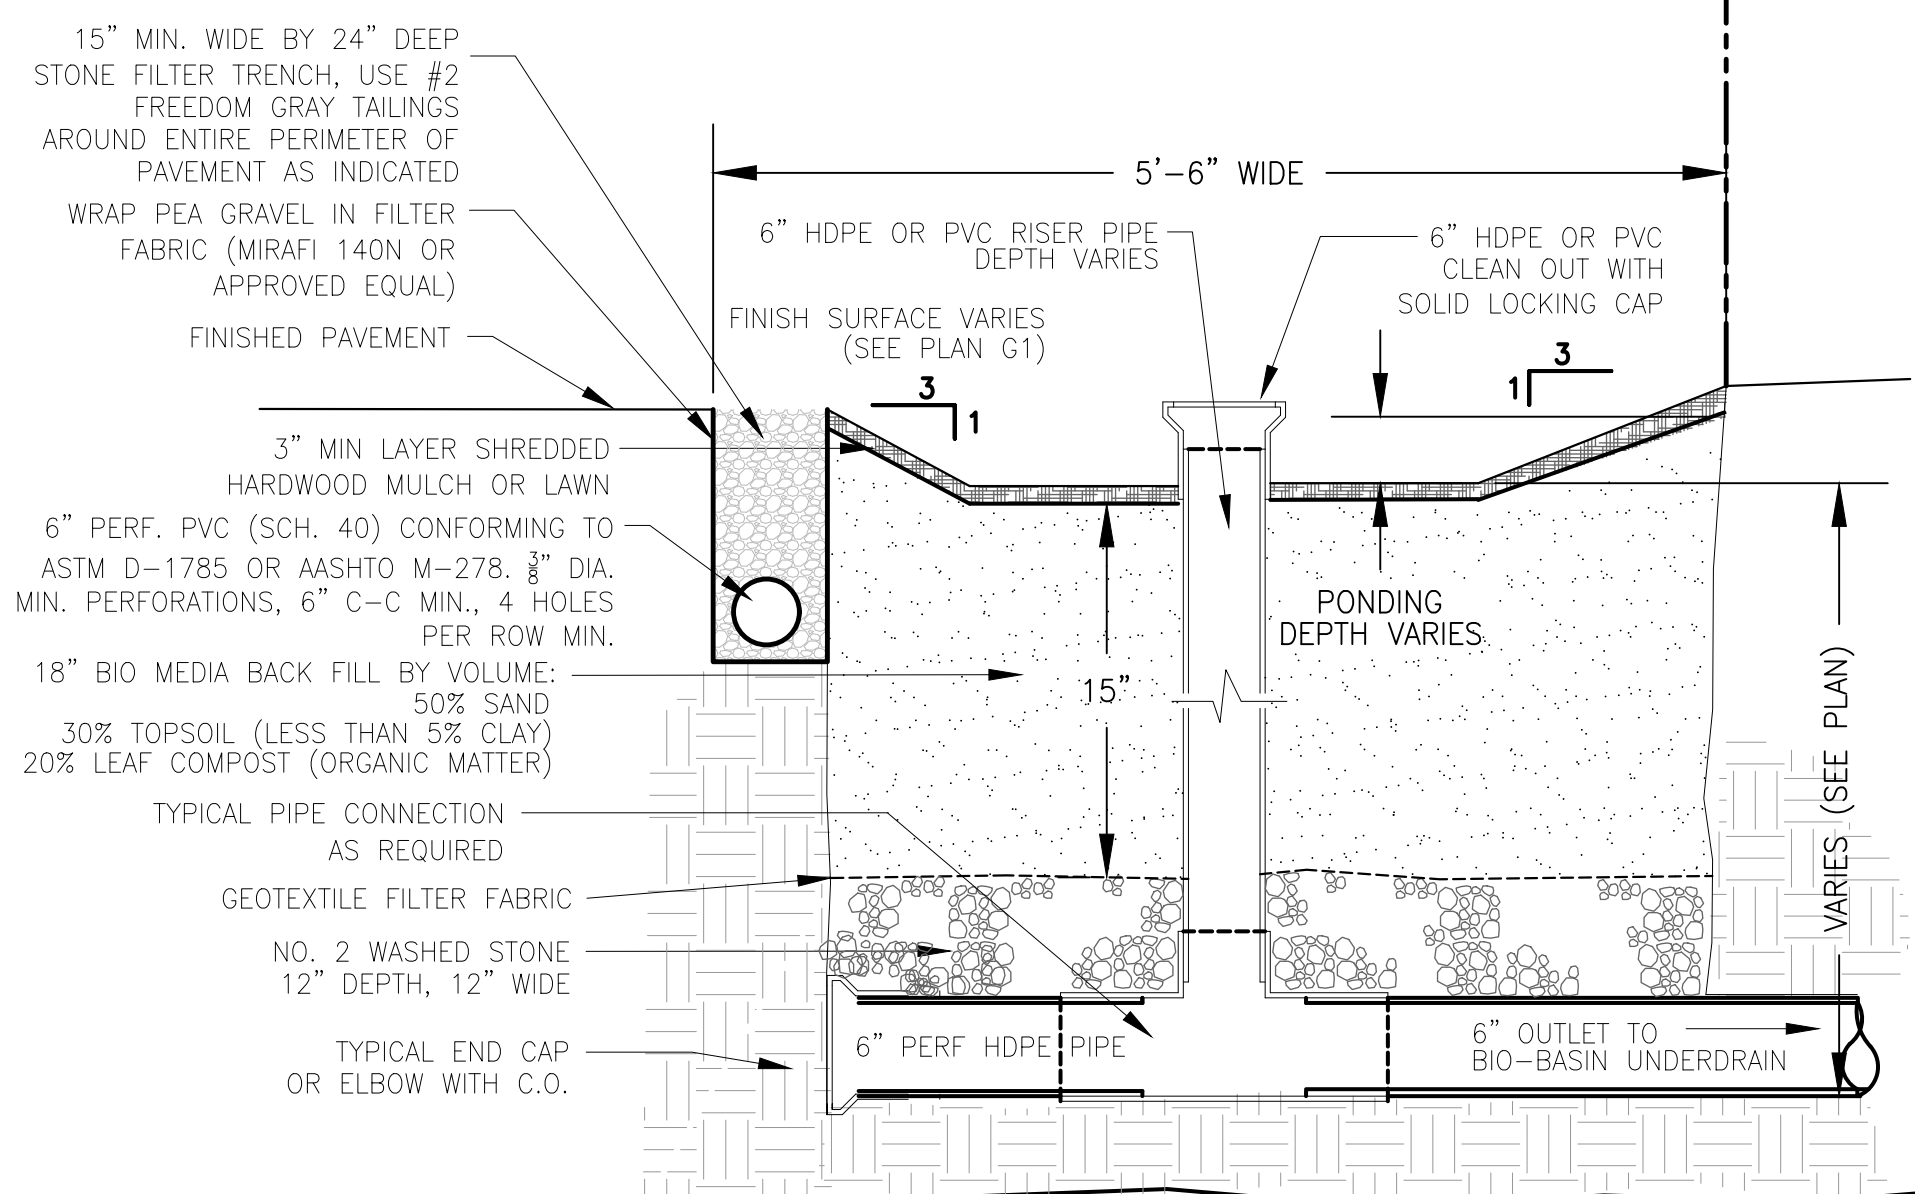 15” MIN. WIDE BY 24” DEEP
STONE FILTER TRENCH, USE #2
FREEDOM GRAY TAILINGS
AROUND ENTIRE PERIMETER OF
PAVEMENT AS INDICATED
WRAP PEA GRAVEL IN FILTER
FABRIC (MIRAFI 140N OR
APPROVED EQUAL)
FINISHED PAVEMENT
3” MIN LAYER SHREDDED
HARDWOOD MULCH OR LAWN
6” PERF. PVC (SCH. 40) CONFORMING TO
ASTM D-1785 OR AASHTO M-278. 3/8” DIA.
MIN. PERFORATIONS, 6” C-C MIN., 4 HOLES
PER ROW MIN.
18” BIO MEDIA BACK FILL BY VOLUME:
50% SAND
30% TOPSOIL (LESS THAN 5% CLAY)
20% LEAF COMPOST (ORGANIC MATTER)
TYPICAL PIPE CONNECTION
AS REQUIRED
GEOTEXTILE FILTER FABRIC
NO. 2 WASHED STONE
12” DEPTH, 12” WIDE
TYPICAL END CAP
OR ELBOW WITH C.O.
5’-6” WIDE
6” HDPE OR PVC RISER PIPE
DEPTH VARIES
6” HDPE OR PVC
CLEAN OUT WITH
SOLID LOCKING CAP
FINISH SURFACE VARIES
(SEE PLAN G1)
3
1
3
1
PONDING
DEPTH VARIES
15”
VARIES (SEE PLAN)
6” PERF HDPE PIPE
6” OUTLET TO
BIO-BASIN UNDERDRAIN